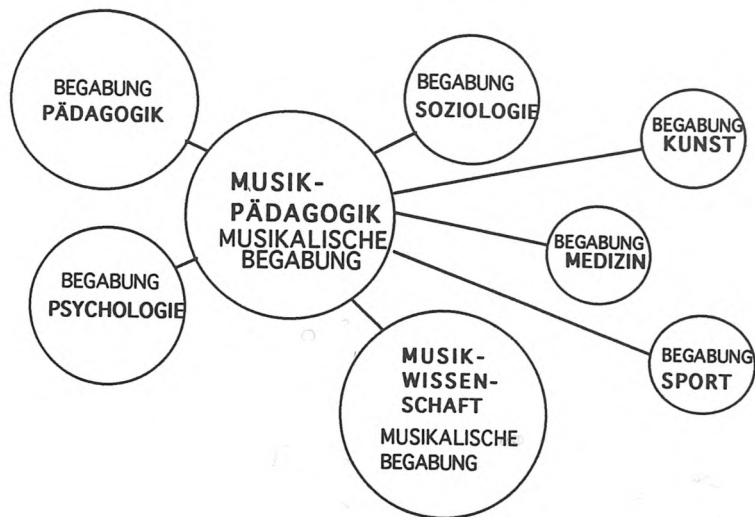 BEGABUNG
PÄDAGOGIK
BEGABUNG
SOZIOLOGIE
BEGABUNG
KUNST
MUSIK-
PÄDAGOGIK
MUSIKALISCHE
BEGABUNG
BEGABUNG
MEDIZIN
BEGABUNG
PSYCHOLOGIE
MUSIK-
WISSEN-
SCHAFT
MUSIKALISCHE
BEGABUNG
BEGABUNG
SPORT